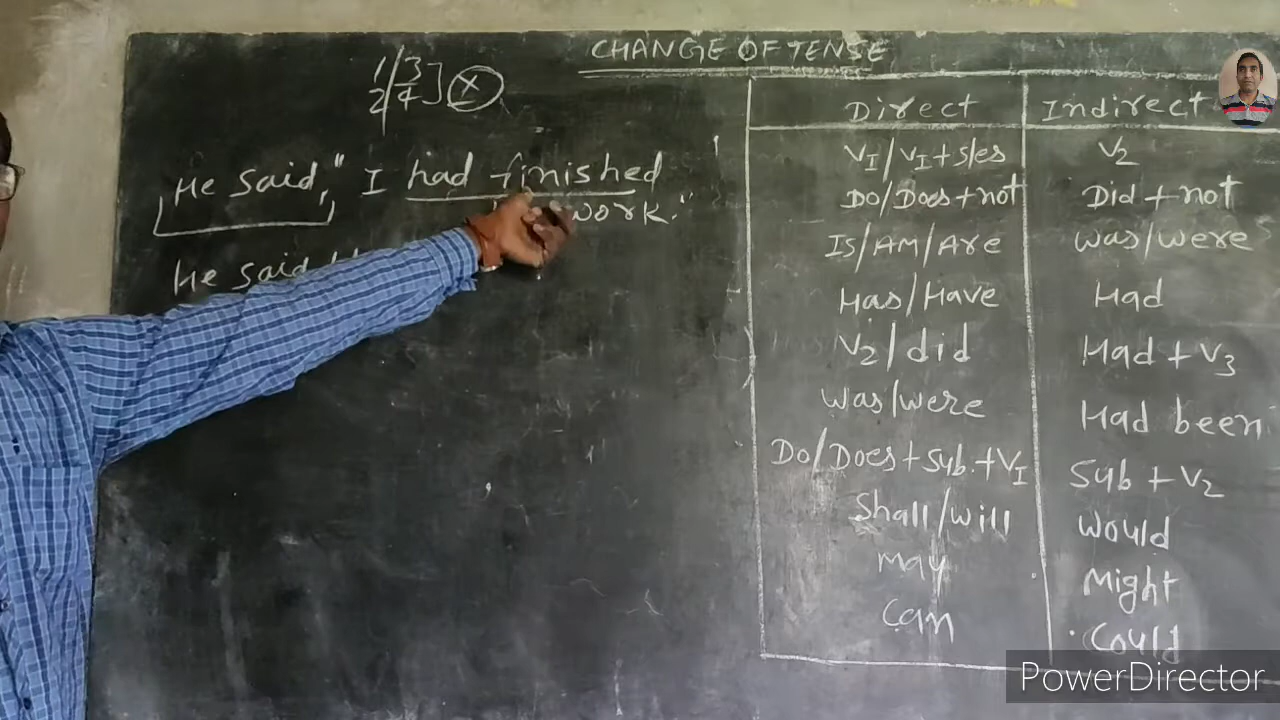 CHANGE OF TENSE
1/3
2/4] X
He said," I had finished
work."
He said
Direct Indirect
V1/V1+s/es V2
Do/Does+not Did+not
Is/Am/Are Was/were
Has/Have Had
V2/did Had+V3
Was/were Had been
Do/Does+sub.+V1 Sub+V2
Shall/will Would
May Might
Can Could
PowerDirector